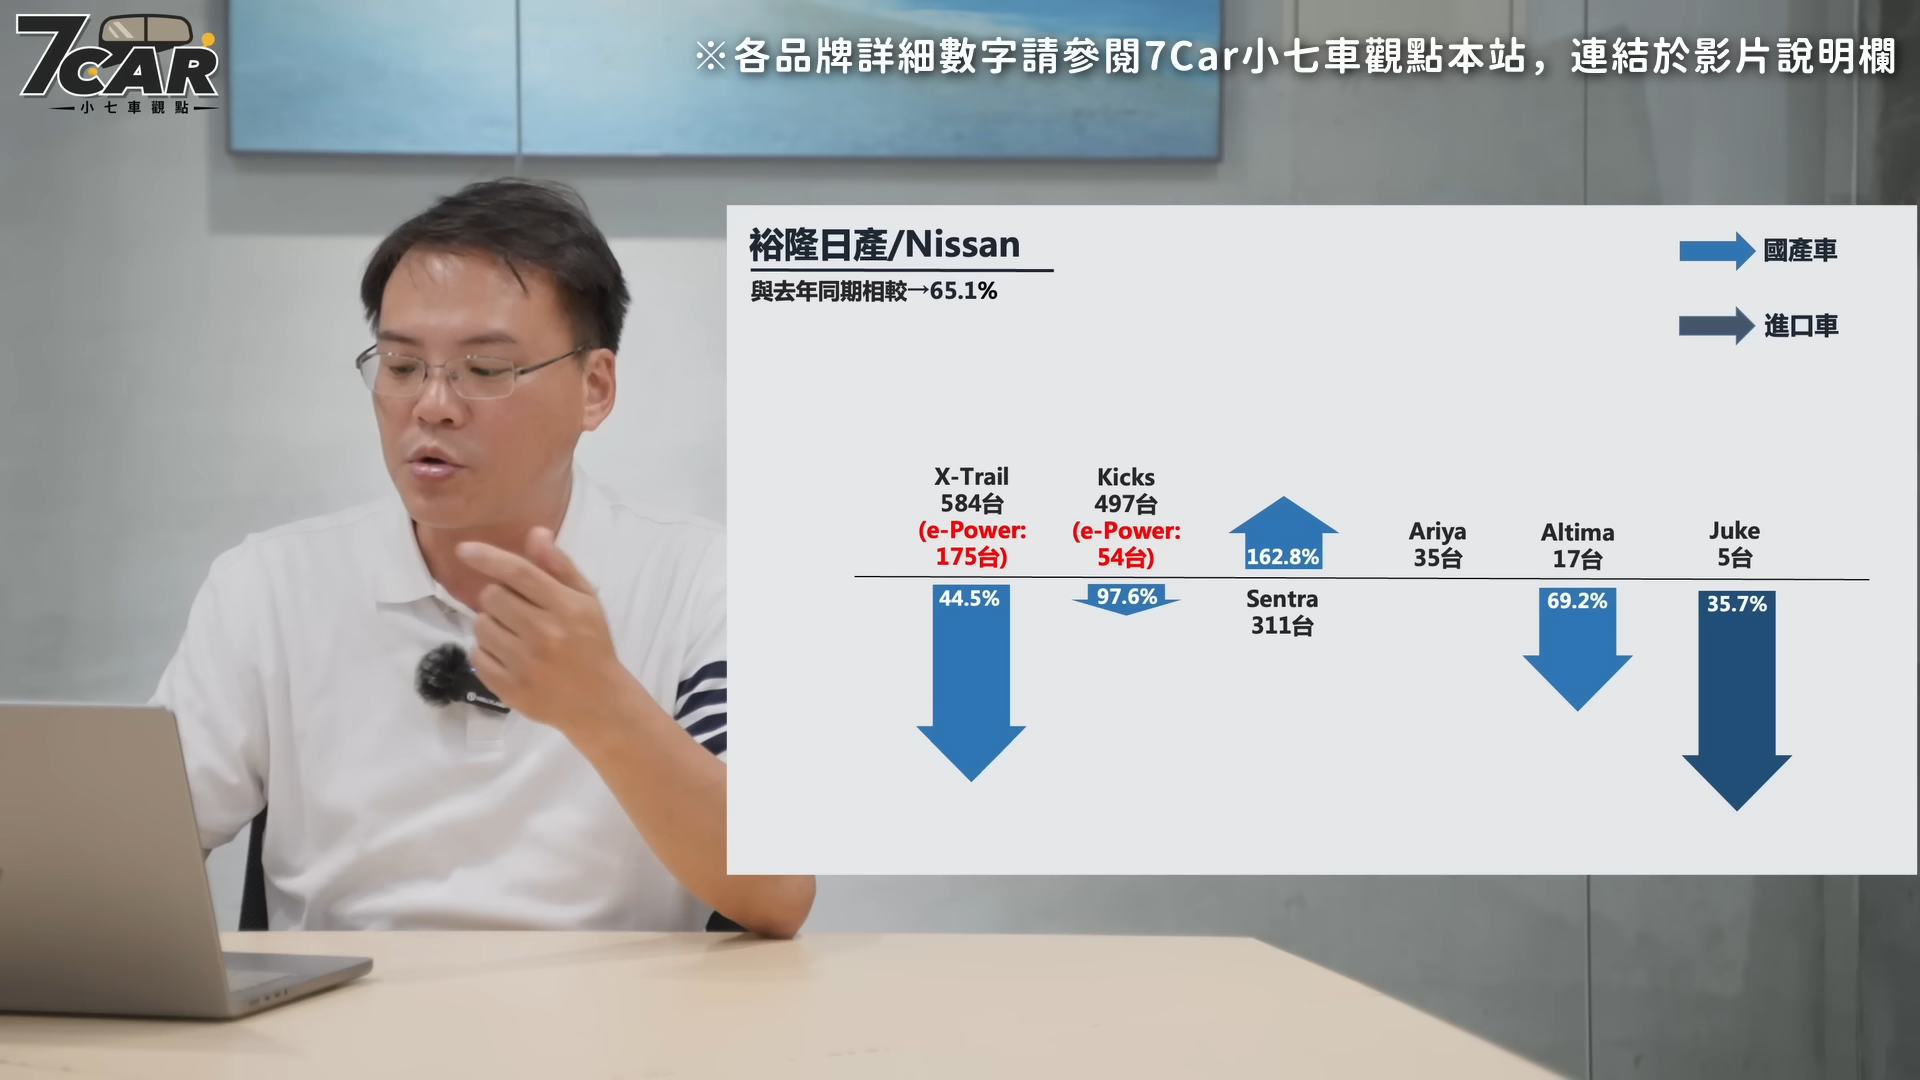 7CAR
小七車觀點
※各品牌詳細數字請參閱7Car小七車觀點本站，連結於影片說明欄
裕隆日產/Nissan
與去年同期相較→65.1%
國產車
進口車
X-Trail
584台
(e-Power:
175台)
44.5%
Kicks
497台
(e-Power:
54台)
97.6%
162.8%
Sentra
311台
Ariya
35台
Altima
17台
69.2%
Juke
5台
35.7%